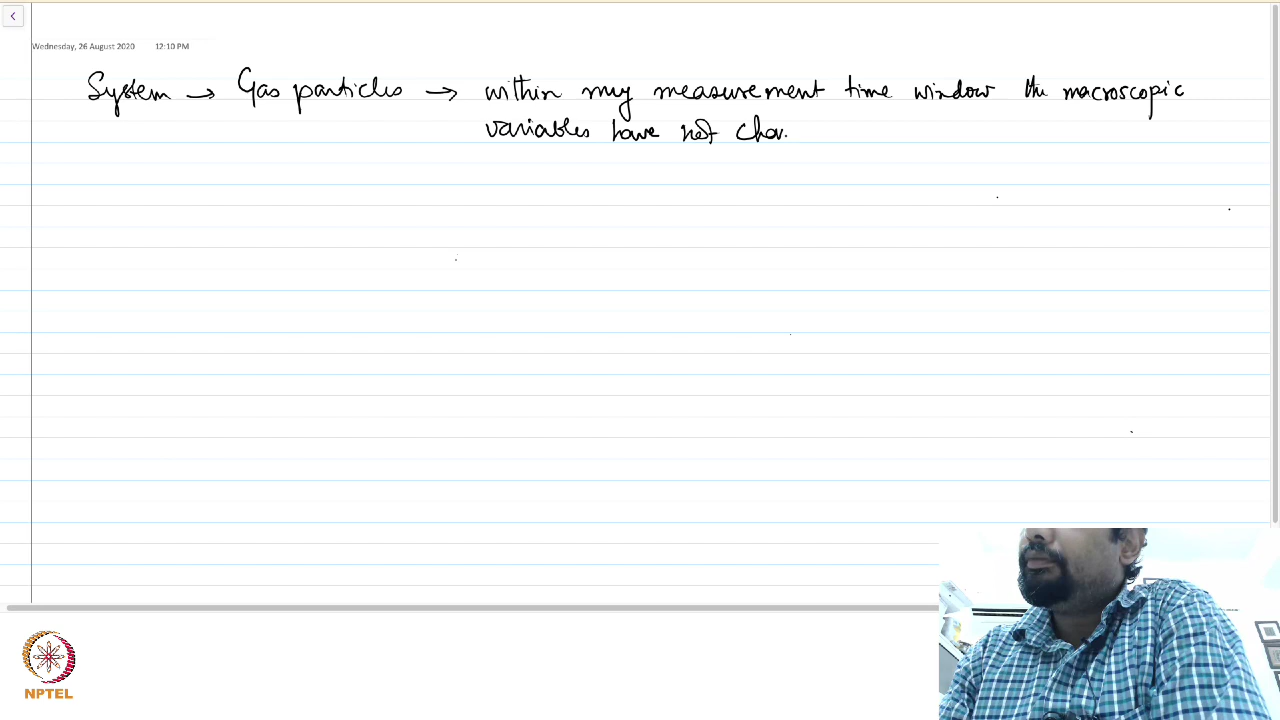 Wednesday, 26 August 2020 12:10 PM
System → Gas particles → within my measurement time window the macroscopic
variables have not cha
NPTEL